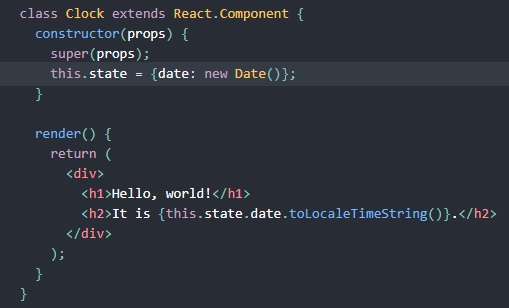 class Clock extends React.Component {
  constructor(props) {
    super(props);
    this.state = {date: new Date()};
  }

  render() {
    return (
      <div>
        <h1>Hello, world!</h1>
        <h2>It is {this.state.date.toLocaleTimeString()}.</h2>
      </div>
    );
  }
}